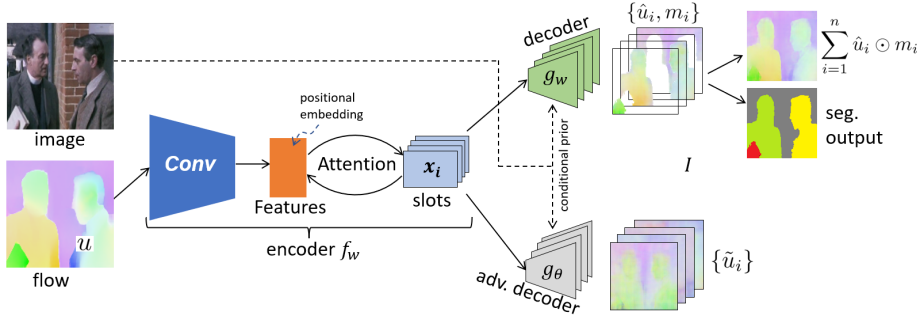 image
u
flow
Conv
positional
embedding
Features
Attention
x_i
slots
encoder f_w
decoder
g_w
{û_i, m_i}
conditional prior
adv. decoder
g_θ
{ũ_i}
I
\sum_{i=1}^{n} û_i ⊙ m_i
seg.
output